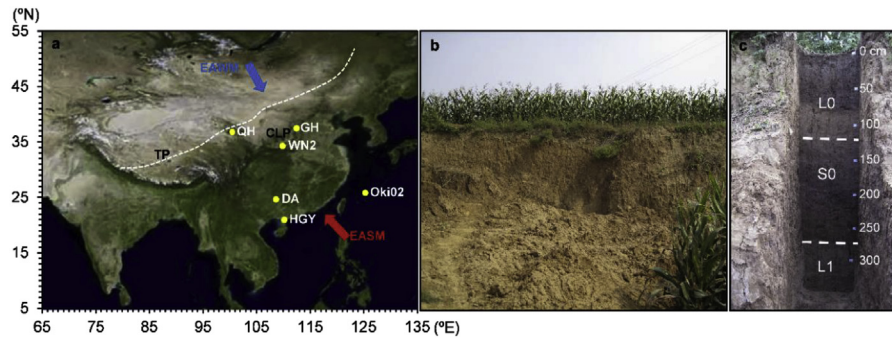 (ºN)
55
45
35
25
15
5
65 75 85 95 105 115 125 135 (ºE)
a
EAWM
QH
GH
CLP
WN2
TP
DA
Oki02
HGY
EASM
b
c
0 cm
50
L0
100
150
S0
200
250
L1
300